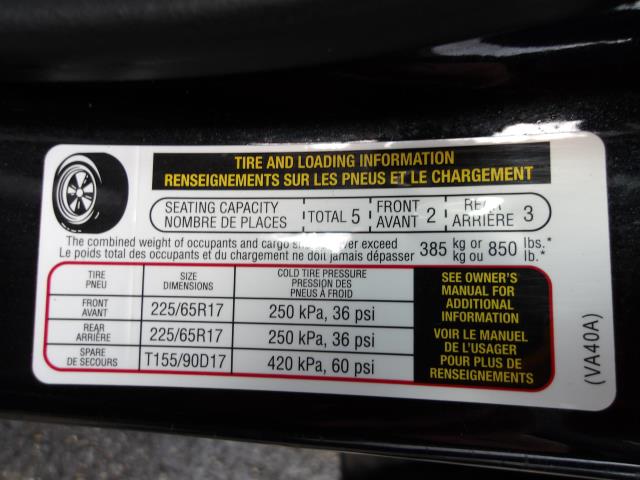 TIRE AND LOADING INFORMATION
RENSEIGNEMENTS SUR LES PNEUS ET LE CHARGEMENT
SEATING CAPACITY
NOMBRE DE PLACES
TOTAL 5
FRONT
AVANT 2
REAR
ARRIÈRE 3
The combined weight of occupants and cargo exceed 385 kg or 850 lbs.*
Le poids total des occupants et du chargement ne doit jamais dépasser kg ou lb.*
TIRE
PNEU
SIZE
DIMENSIONS
COLD TIRE PRESSURE
PRESSION DES
PNEUS À FROID
FRONT
AVANT
225/65R17
250 kPa, 36 psi
REAR
ARRIÈRE
225/65R17
250 kPa, 36 psi
SPARE
DE SECOURS
T155/90D17
420 kPa, 60 psi
SEE OWNER'S
MANUAL FOR
ADDITIONAL
INFORMATION
VOIR LE MANUEL
DE L'USAGER
POUR PLUS DE
RENSEIGNEMENTS
(VA40A)